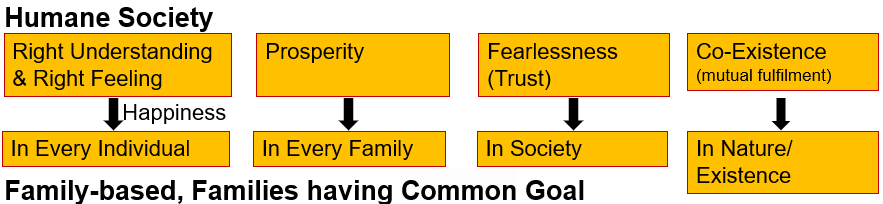 Humane Society
Right Understanding
& Right Feeling
Prosperity
Fearlessness
(Trust)
Co-Existence
(mutual fulfilment)
Happiness
In Every Individual
In Every Family
In Society
In Nature/
Existence
Family-based, Families having Common Goal